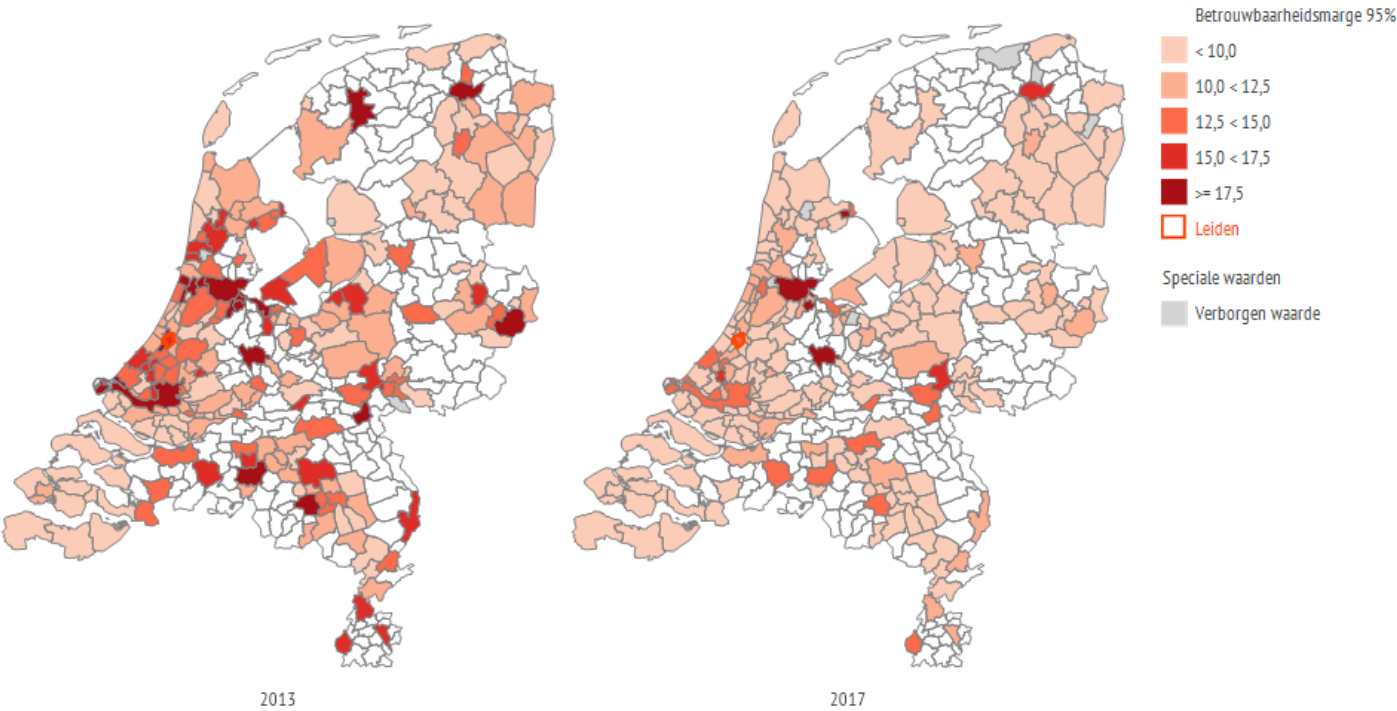 Betrouwbaarheidsmarge 95%
< 10,0
10,0 < 12,5
12,5 < 15,0
15,0 < 17,5
>= 17,5
Leiden
Speciale waarden
Verborgen waarde
2013
2017